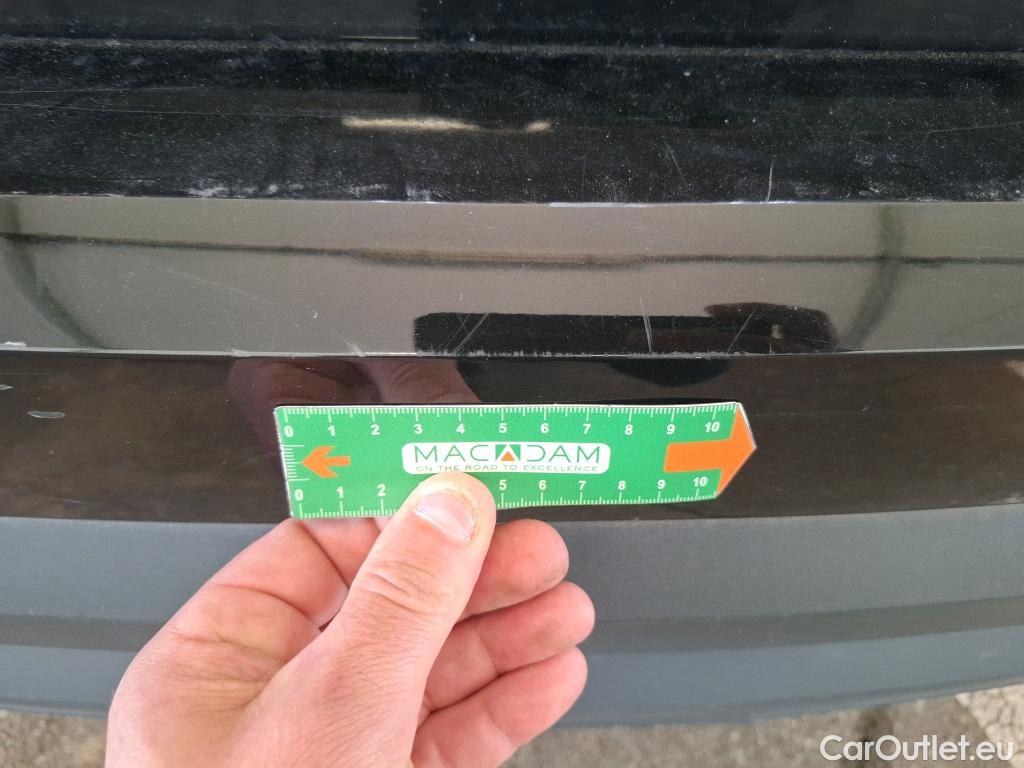 0 1 2 3 4 5 6 7 8 9 10
MACADAM
ON THE ROAD TO EXCELLENCE
0 1 2 5 6 7 8 9 10
CarOutlet.eu